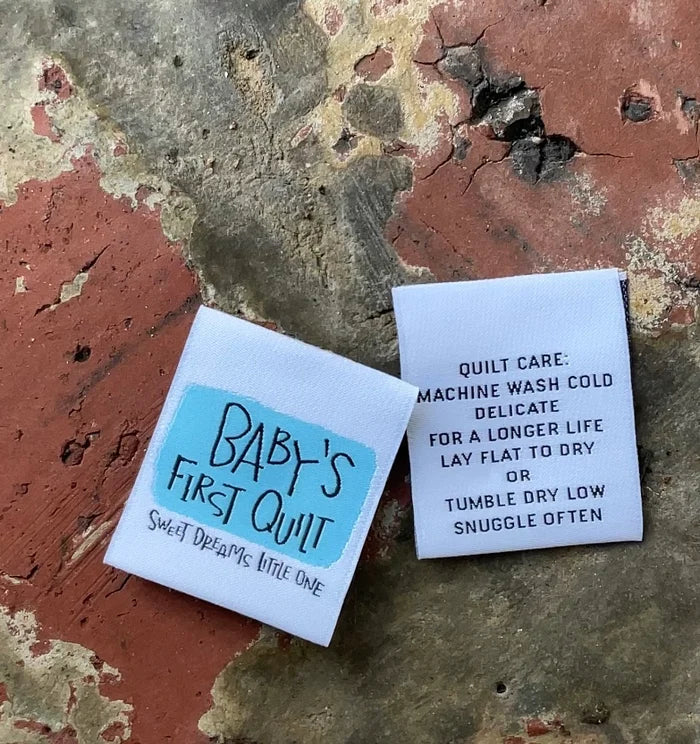 BABY'S
FIRST QUILT
SWEET DREAMS LITTLE ONE
QUILT CARE:
MACHINE WASH COLD
DELICATE
FOR A LONGER LIFE
LAY FLAT TO DRY
OR
TUMBLE DRY LOW
SNUGGLE OFTEN